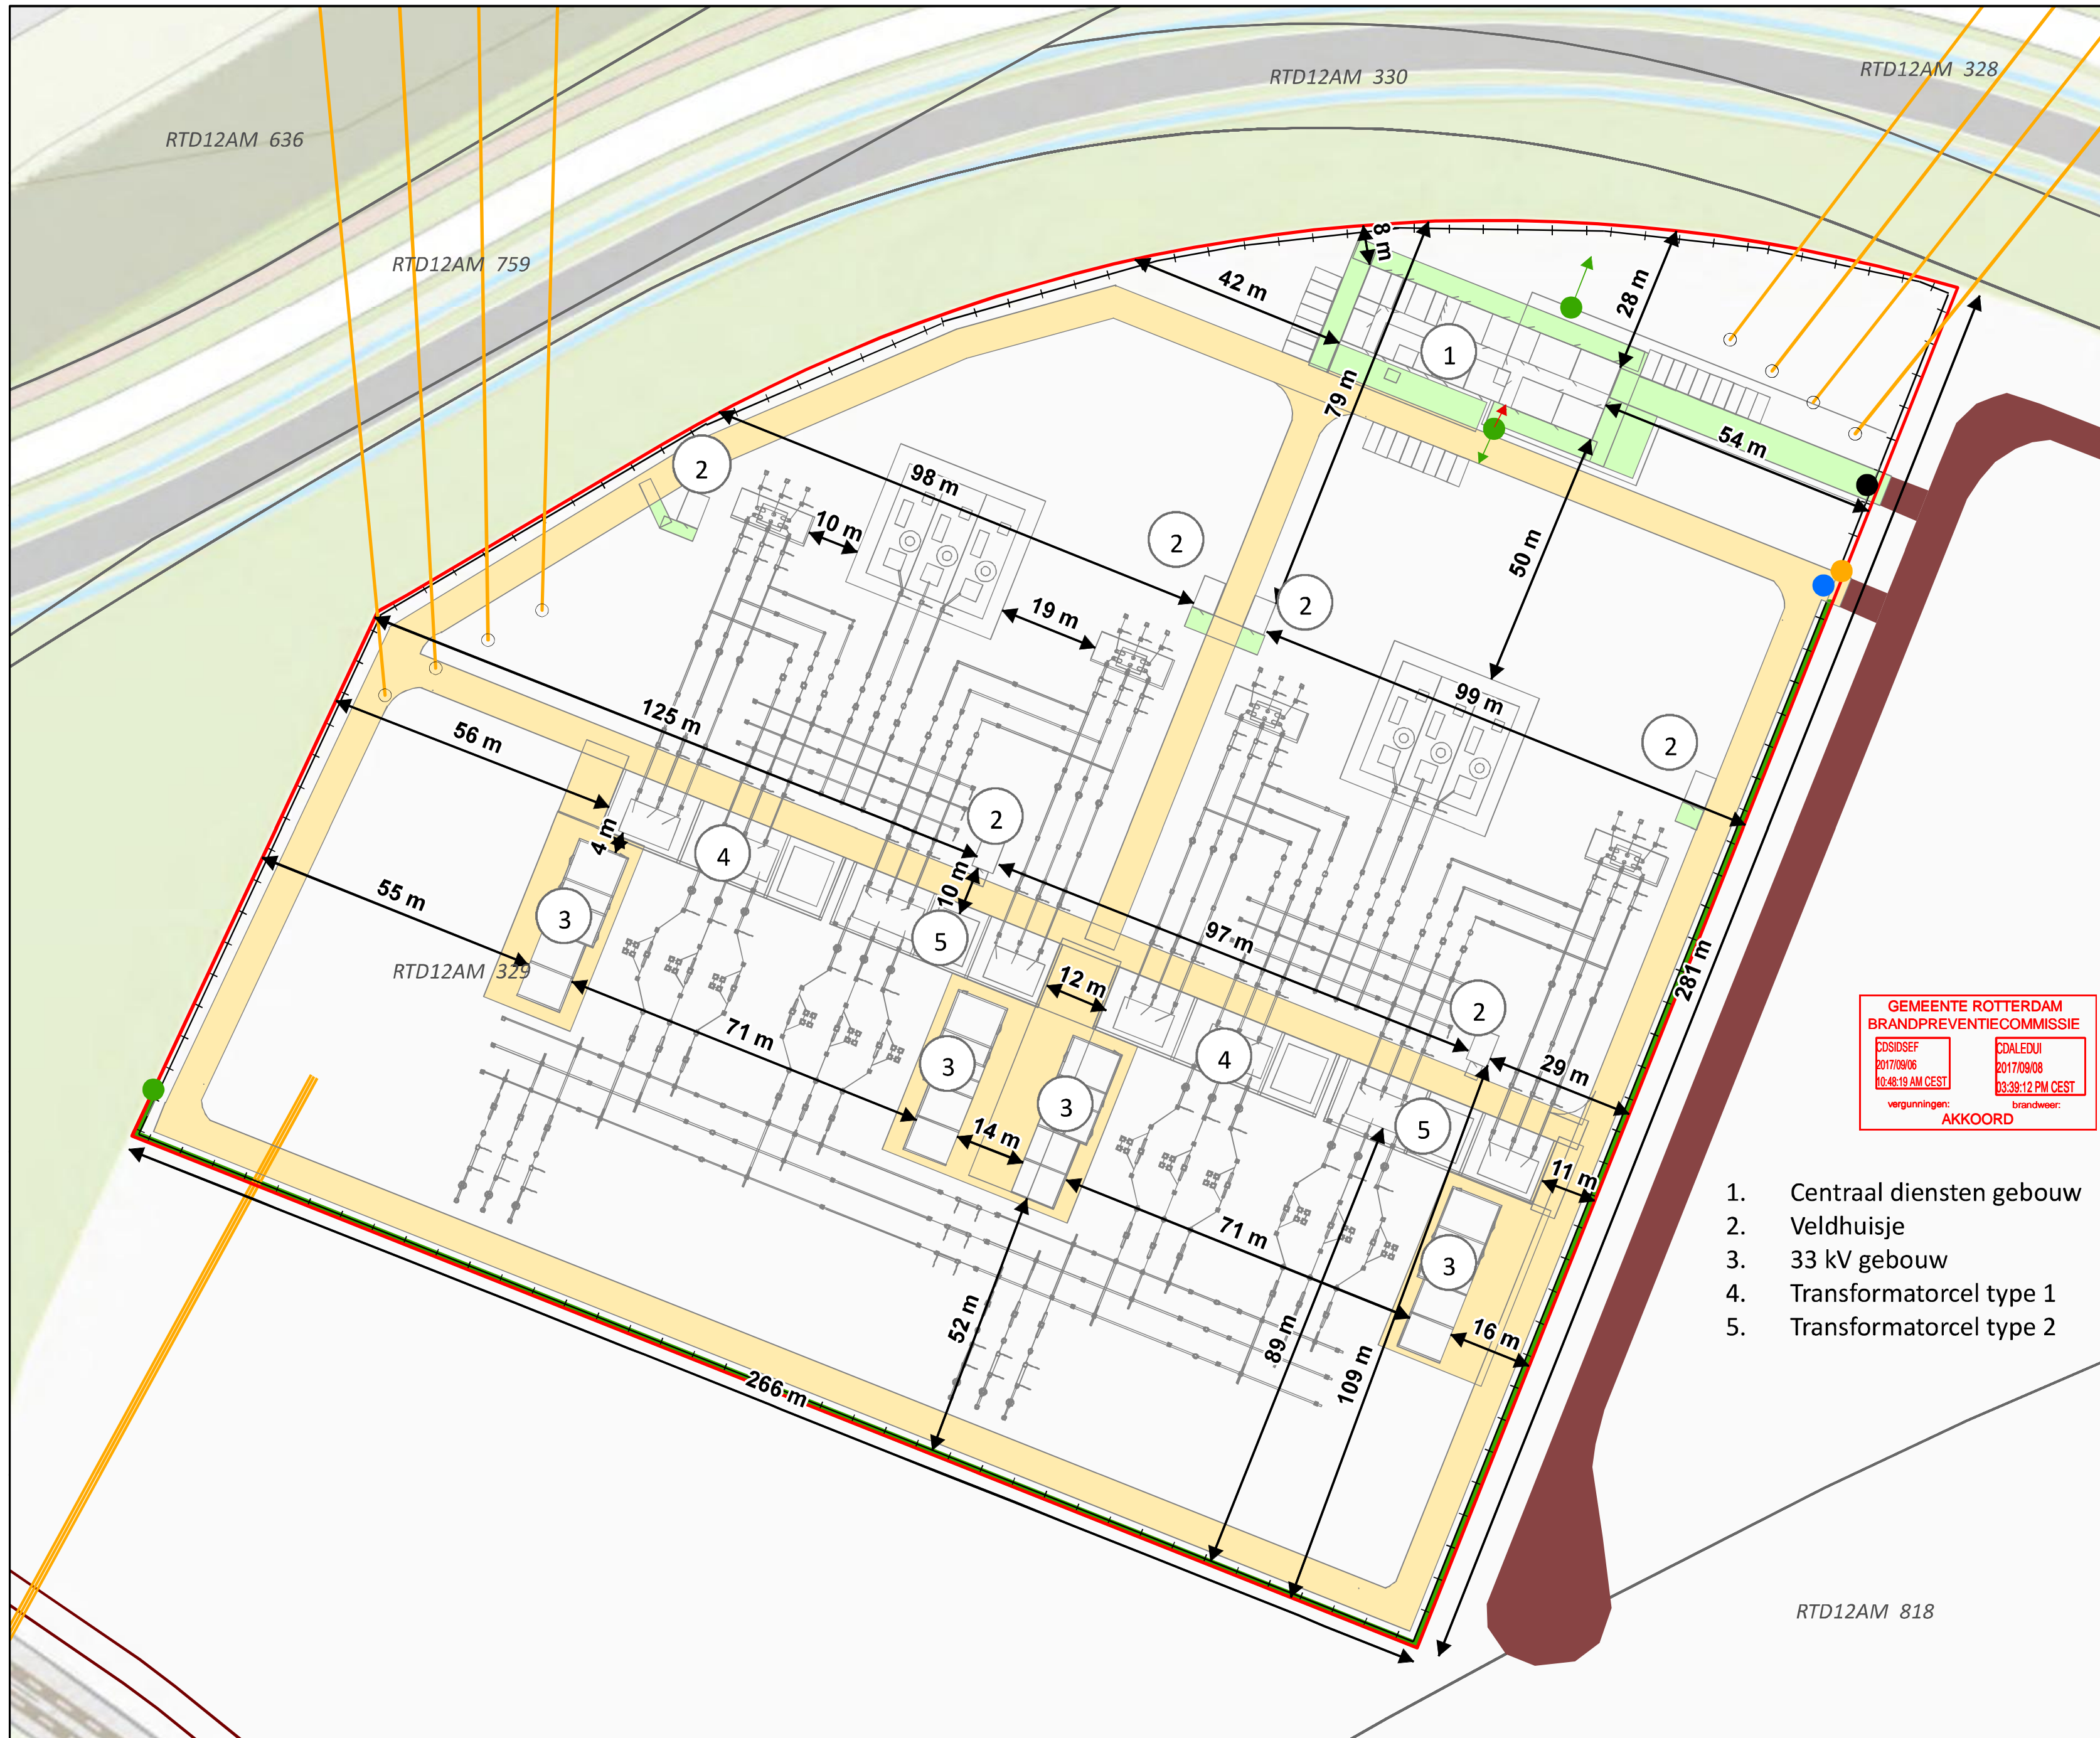 RTD12AM 330
RTD12AM 328
RTD12AM 636
RTD12AM 759
8 m
42 m
28 m
1
79 m
54 m
2
98 m
10 m
2
50 m
2
19 m
99 m
125 m
56 m
2
2
4 m
4
10 m
55 m
3
5
97 m
RTD12AM 329
12 m
281 m
2
71 m
3
4
29 m
3
14 m
5
11 m
71 m
3
52 m
89 m
16 m
109 m
266 m
GEMEENTE ROTTERDAM
BRANDPREVENTIECOMMISSIE
CDSIDSEF
2017/09/06
10:48:19 AM CEST
CDALEDUI
2017/09/08
03:39:12 PM CEST
vergunningen:
brandweer:
AKKOORD
1. Centraal diensten gebouw
2. Veldhuisje
3. 33 kV gebouw
4. Transformatorcel type 1
5. Transformatorcel type 2
RTD12AM 818